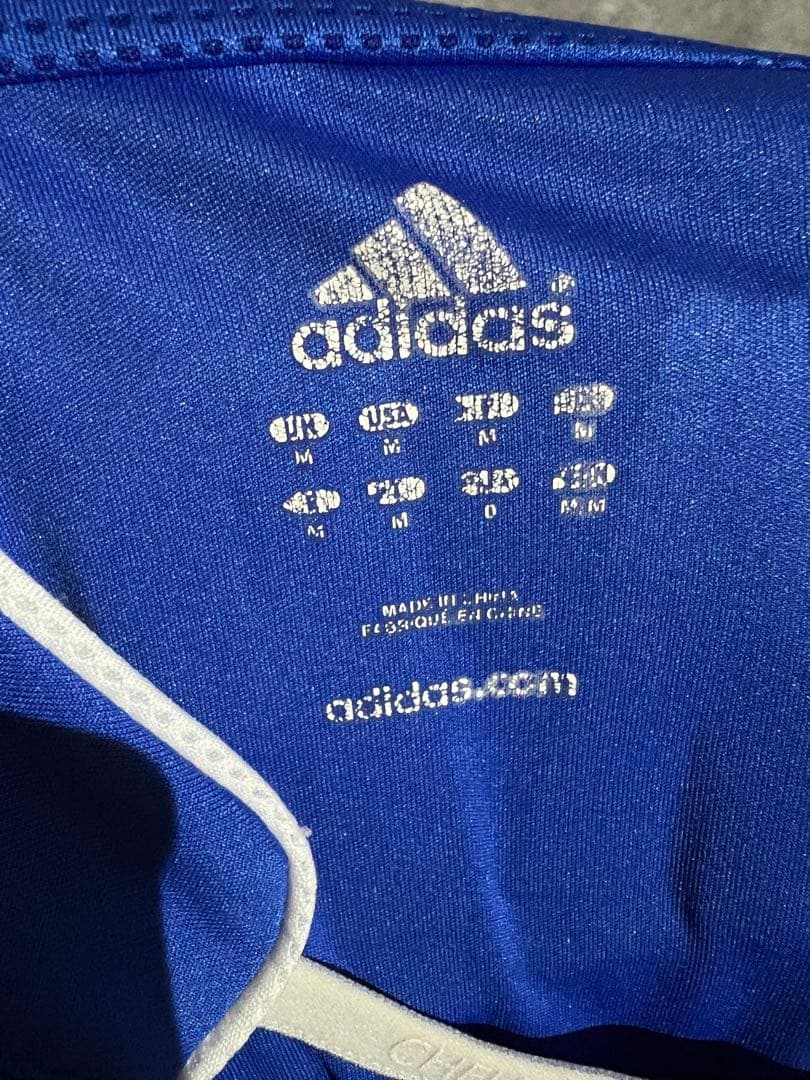 adidas®
UK USA
M M M M
M M O M/M
MADE IN CHINA
FABRIQUÉ EN CHINE
adidas.com